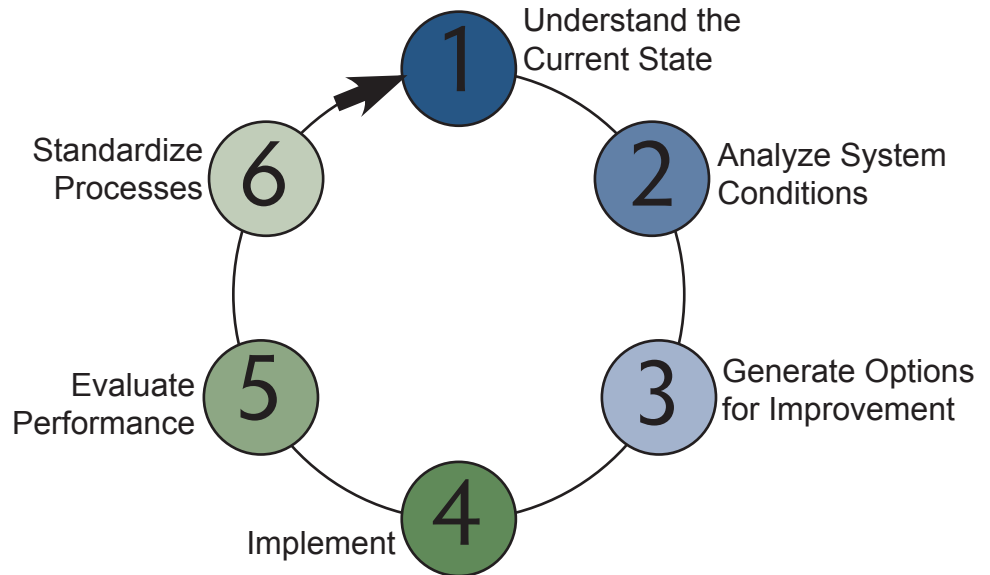 1
Understand the
Current State
2
Analyze System
Conditions
3
Generate Options
for Improvement
4
Implement
5
Evaluate
Performance
6
Standardize
Processes